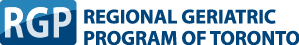 RGP
REGIONAL GERIATRIC
PROGRAM OF TORONTO